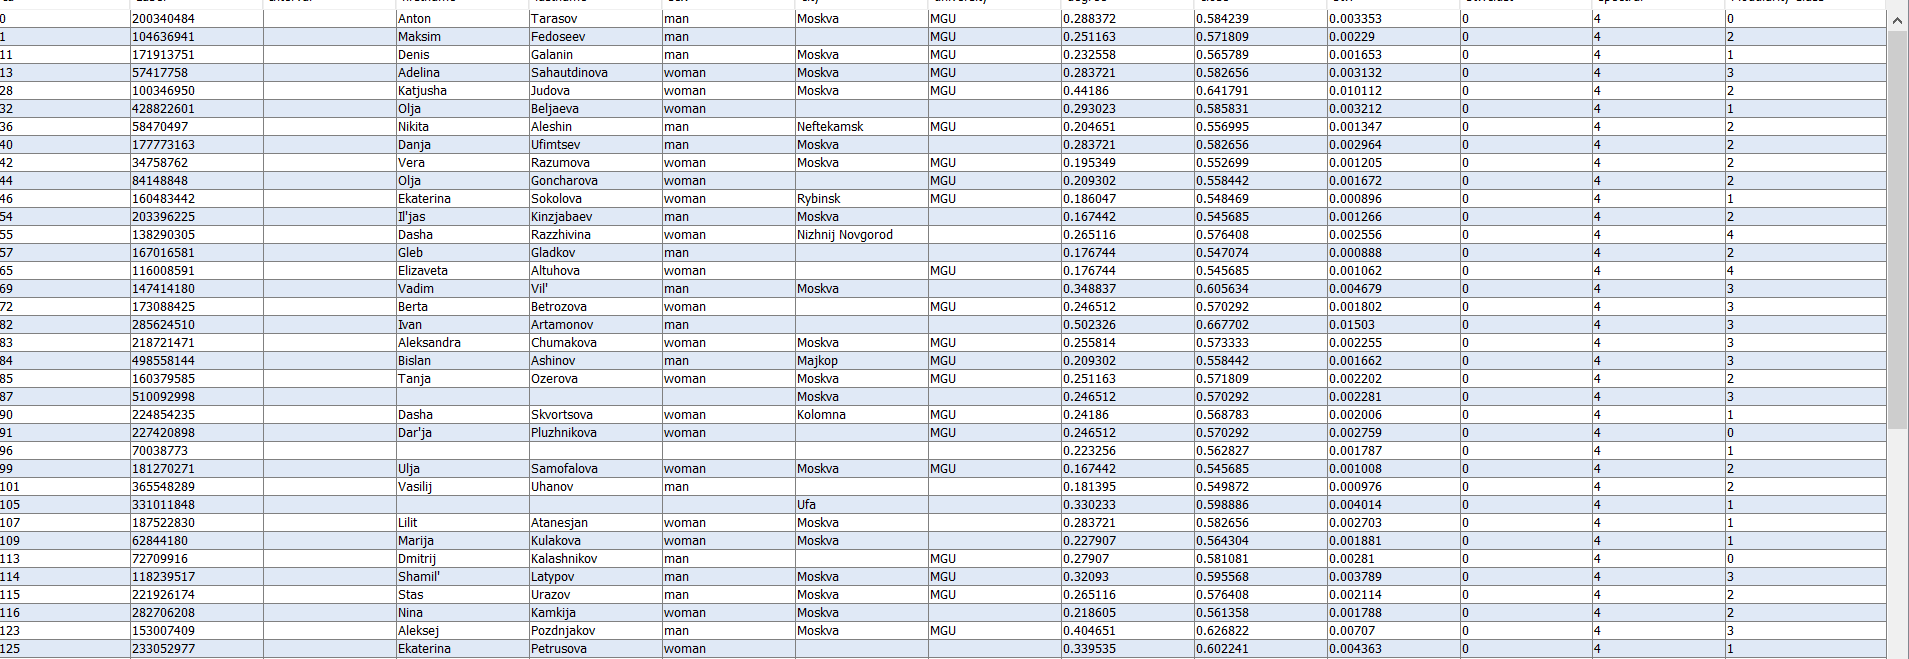 0 200340484 Anton Tarasov man Moskva MGU 0.288372 0.584239 0.003353 0 4 0
1 104636941 Maksim Fedoseev man MGU 0.251163 0.571809 0.00229 0 4 2
11 171913751 Denis Galanin man Moskva MGU 0.232558 0.565789 0.001653 0 4 1
13 57417758 Adelina Sahautdinova woman Moskva MGU 0.283721 0.582656 0.003132 0 4 3
28 100346950 Katjusha Judova woman Moskva MGU 0.44186 0.641791 0.010112 0 4 2
32 428822601 Olja Beljaeva woman 0.293023 0.585831 0.003212 0 4 1
36 58470497 Nikita Aleshin man Neftekamsk MGU 0.204651 0.556995 0.001347 0 4 2
40 177773163 Danja Ufimtsev man Moskva 0.283721 0.582656 0.002964 0 4 2
42 34758762 Vera Razumova woman Moskva MGU 0.195349 0.552699 0.001205 0 4 2
44 84148848 Olja Goncharova woman MGU 0.209302 0.558442 0.001672 0 4 2
46 160483442 Ekaterina Sokolova woman Rybinsk MGU 0.186047 0.548469 0.000896 0 4 1
54 203396225 Il'jas Kinzjabaev man Moskva 0.167442 0.545685 0.001266 0 4 2
55 138290305 Dasha Razzhivina woman Nizhnij Novgorod 0.265116 0.576408 0.002556 0 4 4
57 167016581 Gleb Gladkov man 0.176744 0.547074 0.000888 0 4 2
65 116008591 Elizaveta Altuhova woman MGU 0.176744 0.545685 0.001062 0 4 4
69 147414180 Vadim Vil' man Moskva 0.348837 0.605634 0.004679 0 4 3
72 173088425 Berta Betrozova woman MGU 0.246512 0.570292 0.001802 0 4 3
82 285624510 Ivan Artamonov man 0.502326 0.667702 0.01503 0 4 3
83 218721471 Aleksandra Chumakova woman Moskva MGU 0.255814 0.573333 0.002255 0 4 3
84 498558144 Bislan Ashinov man Majkop MGU 0.209302 0.558442 0.001662 0 4 3
85 160379585 Tanja Ozerova woman Moskva MGU 0.251163 0.571809 0.002202 0 4 2
87 510092998 Moskva 0.246512 0.570292 0.002281 0 4 3
90 224854235 Dasha Skvortsova woman Kolomna MGU 0.24186 0.568783 0.002006 0 4 1
91 227420898 Dar'ja Pluzhnikova woman MGU 0.246512 0.570292 0.002759 0 4 0
96 70038773 0.223256 0.562827 0.001787 0 4 1
99 181270271 Ulja Samofalova woman Moskva MGU 0.167442 0.545685 0.001008 0 4 2
101 365548289 Vasilij Uhanov man 0.181395 0.549872 0.000976 0 4 2
105 331011848 Ufa 0.330233 0.598886 0.004014 0 4 1
107 187522830 Lilit Atanesjan woman Moskva 0.283721 0.582656 0.002703 0 4 1
109 62844180 Marija Kulakova woman Moskva 0.227907 0.564304 0.001881 0 4 1
113 72709916 Dmitrij Kalashnikov man MGU 0.27907 0.581081 0.00281 0 4 0
114 118239517 Shamil' Latypov man Moskva MGU 0.32093 0.595568 0.003789 0 4 3
115 221926174 Stas Urazov man Moskva MGU 0.265116 0.576408 0.002114 0 4 2
116 282706208 Nina Kamkija woman Moskva 0.218605 0.561358 0.001788 0 4 2
123 153007409 Aleksej Pozdnjakov man Moskva MGU 0.404651 0.626822 0.00707 0 4 3
125 233052977 Ekaterina Petrusova woman 0.339535 0.602241 0.004363 0 4 1